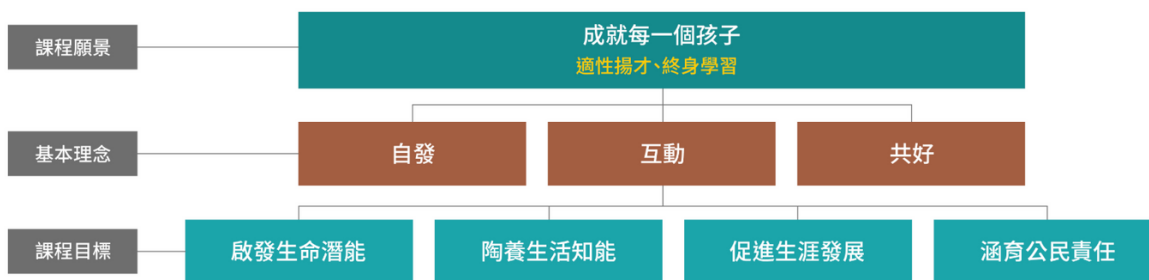 課程願景
成就每一個孩子
適性揚才、終身學習
基本理念
自發
互動
共好
課程目標
啟發生命潛能
陶養生活知能
促進生涯發展
涵育公民責任